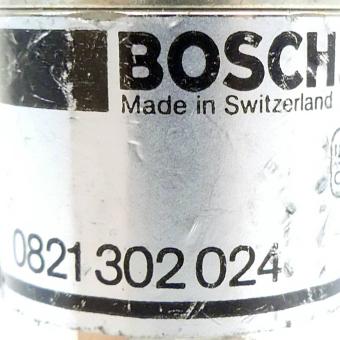 BOSCH
Made in Switzerland
0821 302 024